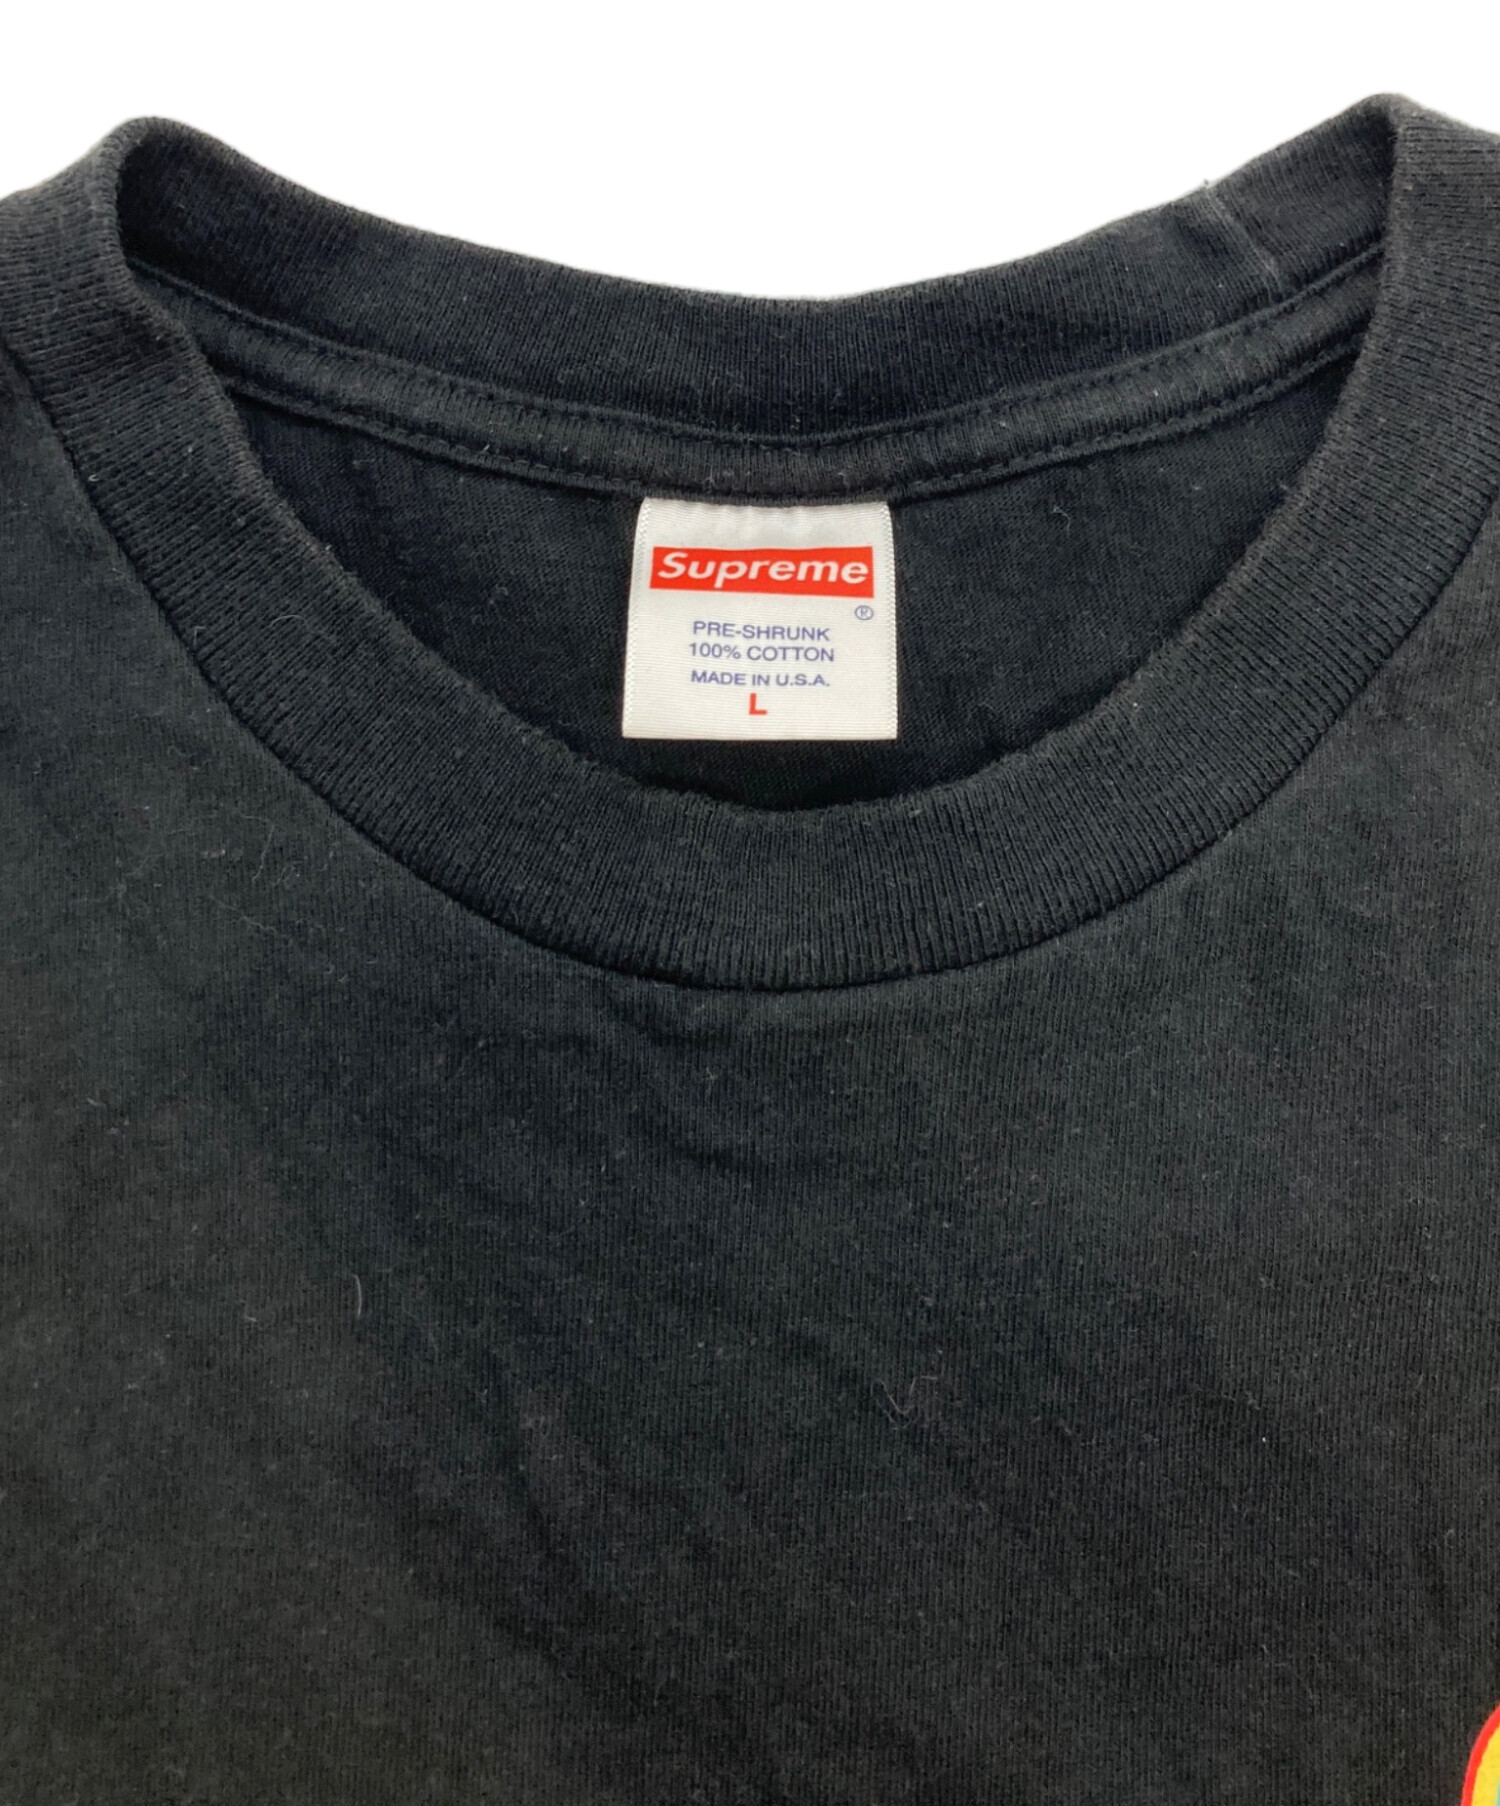 Supreme
®
PRE-SHRUNK
100% COTTON
MADE IN U.S.A.
L